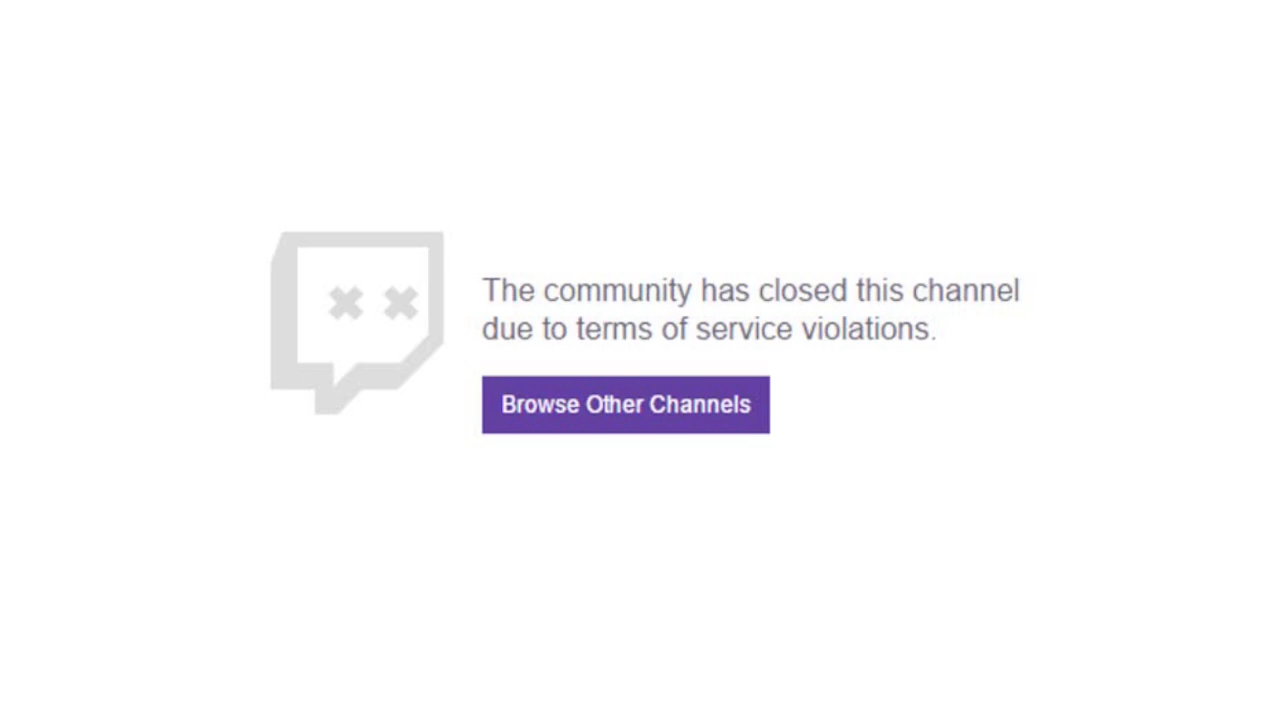 The community has closed this channel
due to terms of service violations.
Browse Other Channels